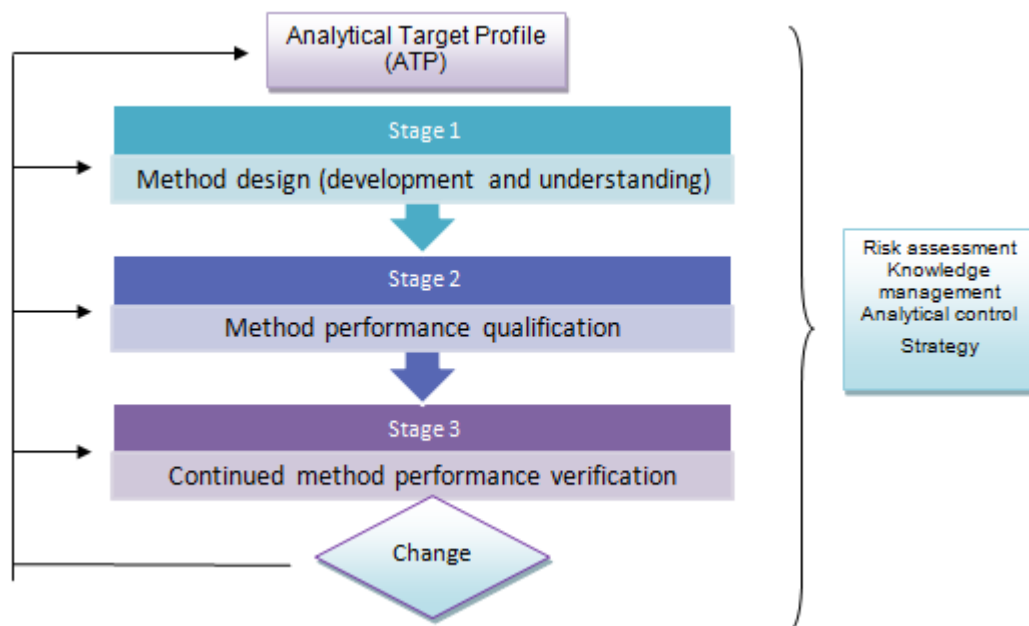 Analytical Target Profile
(ATP)
Stage 1
Method design (development and understanding)
Stage 2
Method performance qualification
Stage 3
Continued method performance verification
Change
Risk assessment
Knowledge
management
Analytical control
Strategy